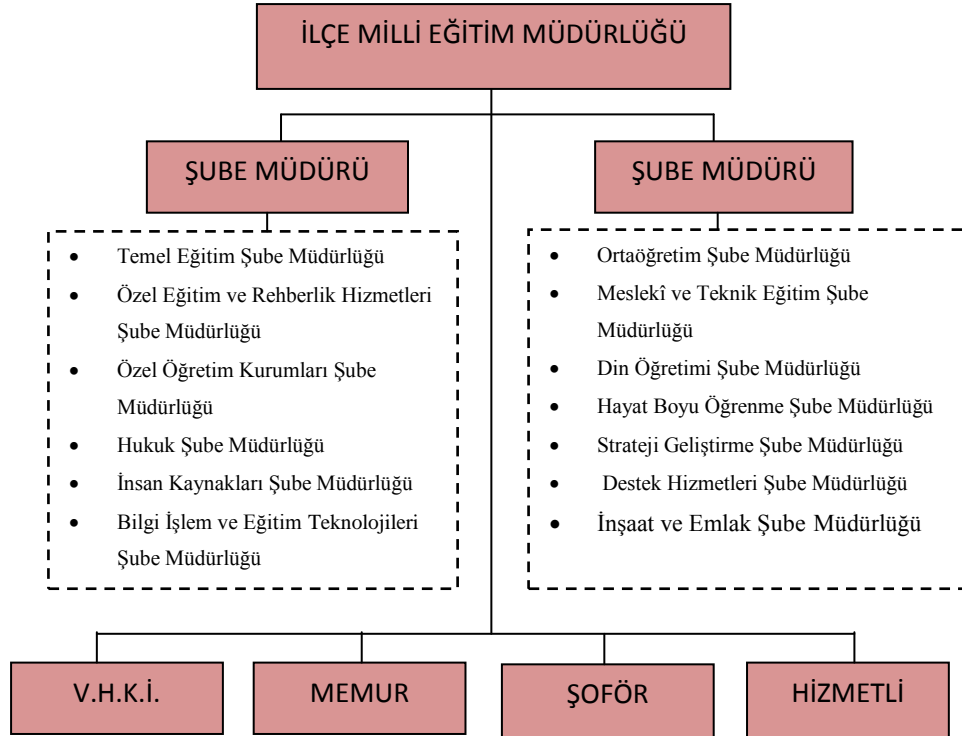 İLÇE MİLLİ EĞİTİM MÜDÜRLÜĞÜ
ŞUBE MÜDÜRÜ
• Temel Eğitim Şube Müdürlüğü
• Özel Eğitim ve Rehberlik Hizmetleri
Şube Müdürlüğü
• Özel Öğretim Kurumları Şube
Müdürlüğü
• Hukuk Şube Müdürlüğü
• İnsan Kaynakları Şube Müdürlüğü
• Bilgi İşlem ve Eğitim Teknolojileri
Şube Müdürlüğü
ŞUBE MÜDÜRÜ
• Ortaöğretim Şube Müdürlüğü
• Meslekî ve Teknik Eğitim Şube
Müdürlüğü
• Din Öğretimi Şube Müdürlüğü
• Hayat Boyu Öğrenme Şube Müdürlüğü
• Strateji Geliştirme Şube Müdürlüğü
• Destek Hizmetleri Şube Müdürlüğü
• İnşaat ve Emlak Şube Müdürlüğü
V.H.K.İ.
MEMUR
ŞOFÖR
HİZMETLİ